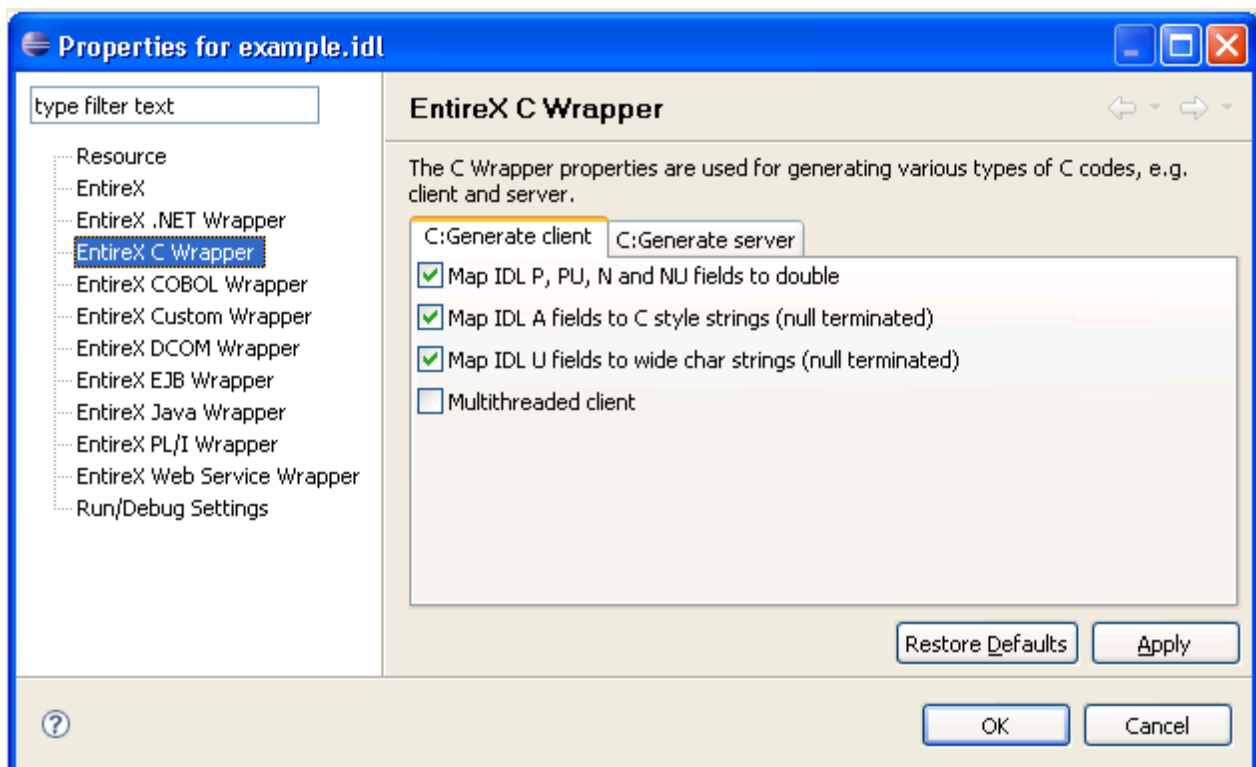 Properties for example.idl
type filter text
Resource
EntireX
EntireX .NET Wrapper
EntireX C Wrapper
EntireX COBOL Wrapper
EntireX Custom Wrapper
EntireX DCOM Wrapper
EntireX EJB Wrapper
EntireX Java Wrapper
EntireX PL/I Wrapper
EntireX Web Service Wrapper
Run/Debug Settings
EntireX C Wrapper
The C Wrapper properties are used for generating various types of C codes, e.g.
client and server.
C:Generate client C:Generate server
Map IDL P, PU, N and NU fields to double
Map IDL A fields to C style strings (null terminated)
Map IDL U fields to wide char strings (null terminated)
Multithreaded client
Restore Defaults Apply
? OK Cancel